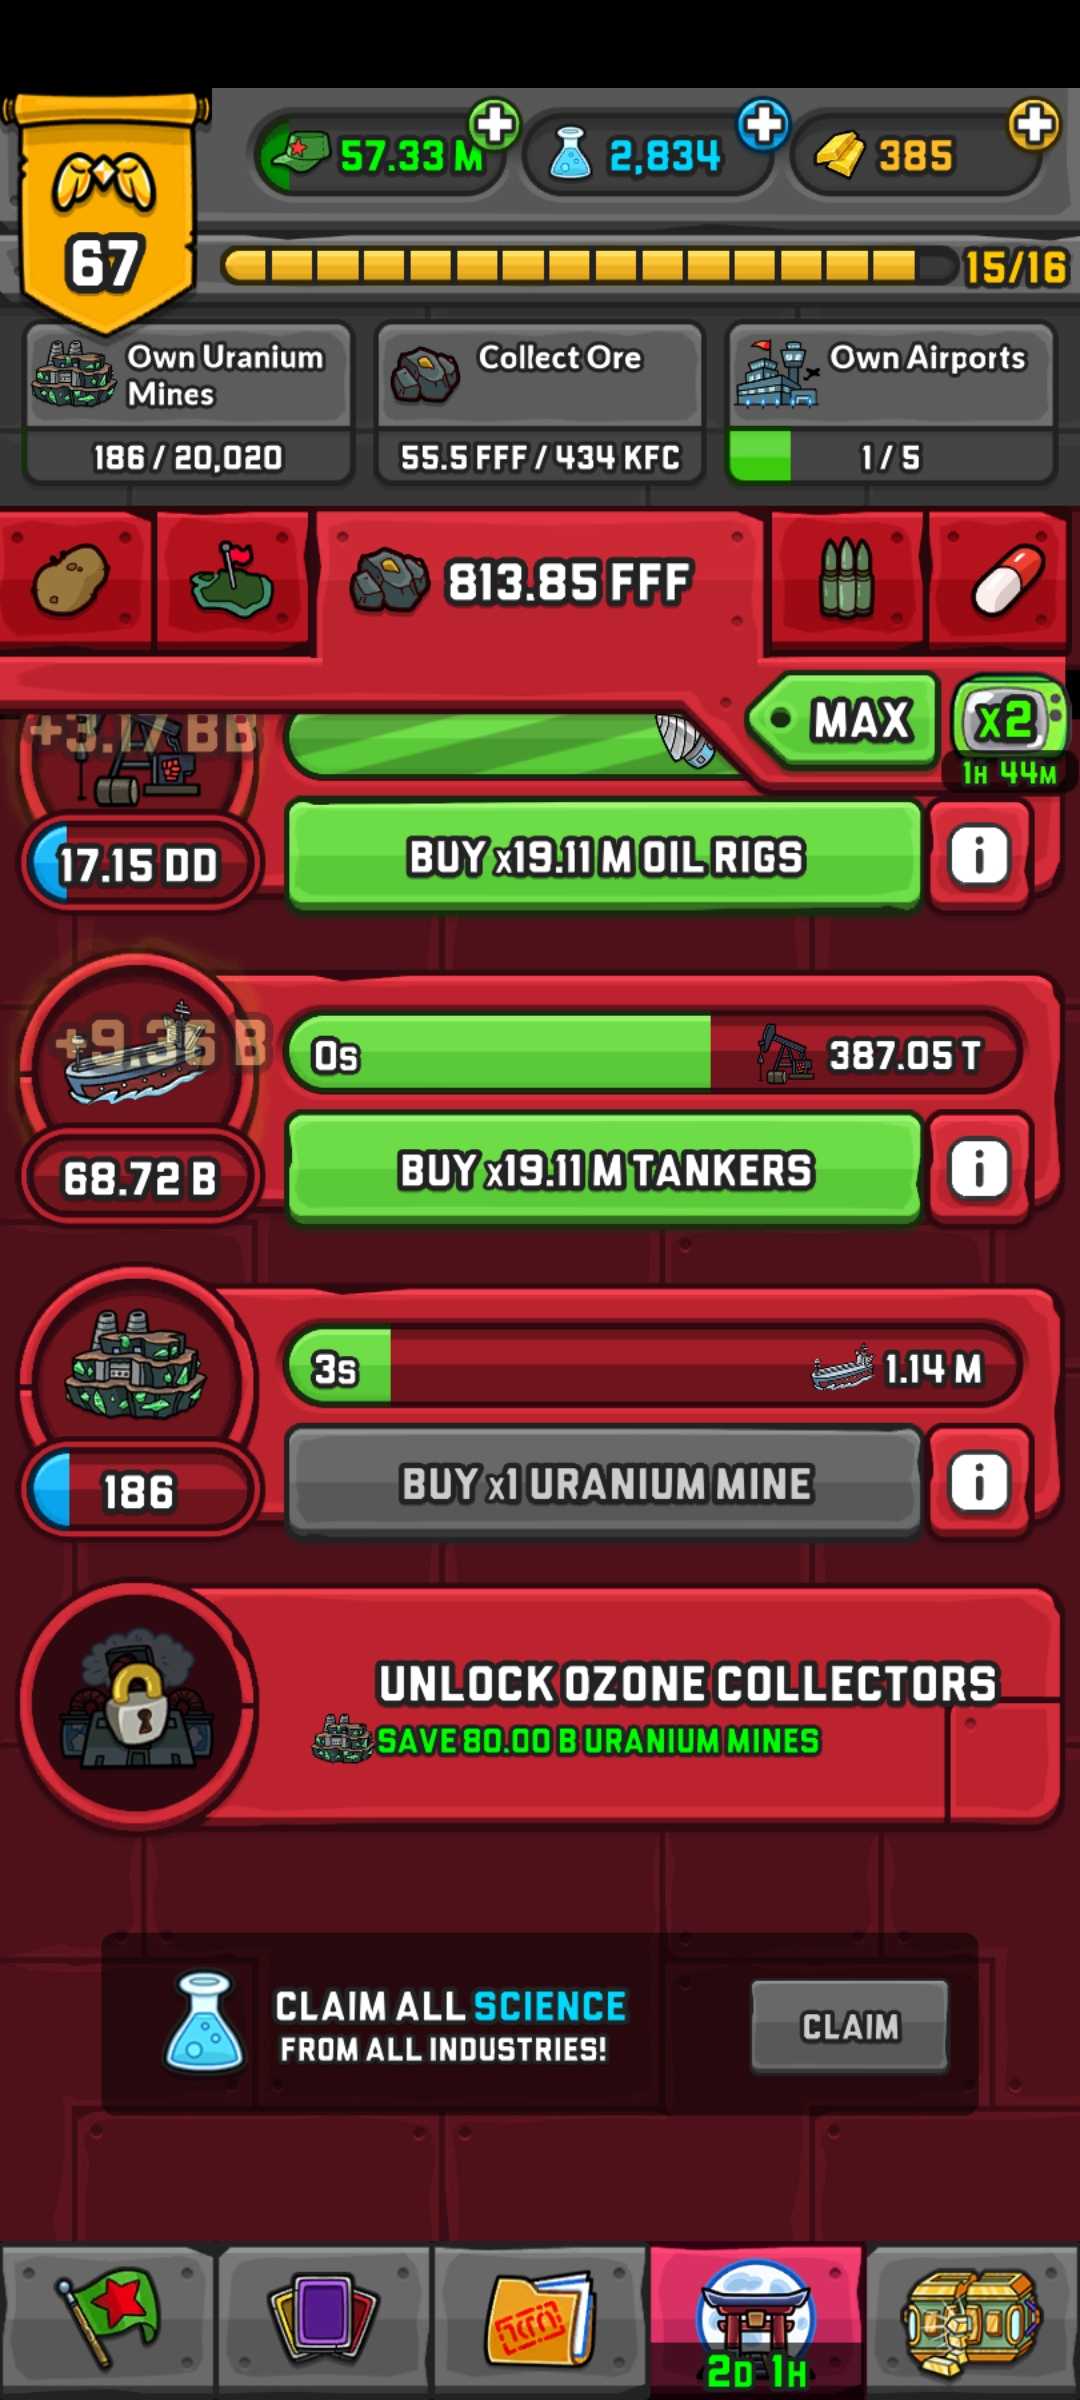 57.33 M
2,834
385
67
15/16
Own Uranium
Mines
186 / 20,020
Collect Ore
55.5 FFF / 434 KFC
Own Airports
1 / 5
813.85 FFF
MAX
x2
1H 44M
+3.17 BB
17.15 DD
BUY x19.11 M OIL RIGS
i
+9.36 B
0s
387.05 T
68.72 B
BUY x19.11 M TANKERS
i
3s
1.14 M
186
BUY x1 URANIUM MINE
i
UNLOCK OZONE COLLECTORS
SAVE 80.00 B URANIUM MINES
CLAIM ALL SCIENCE
FROM ALL INDUSTRIES!
CLAIM
2D 1H